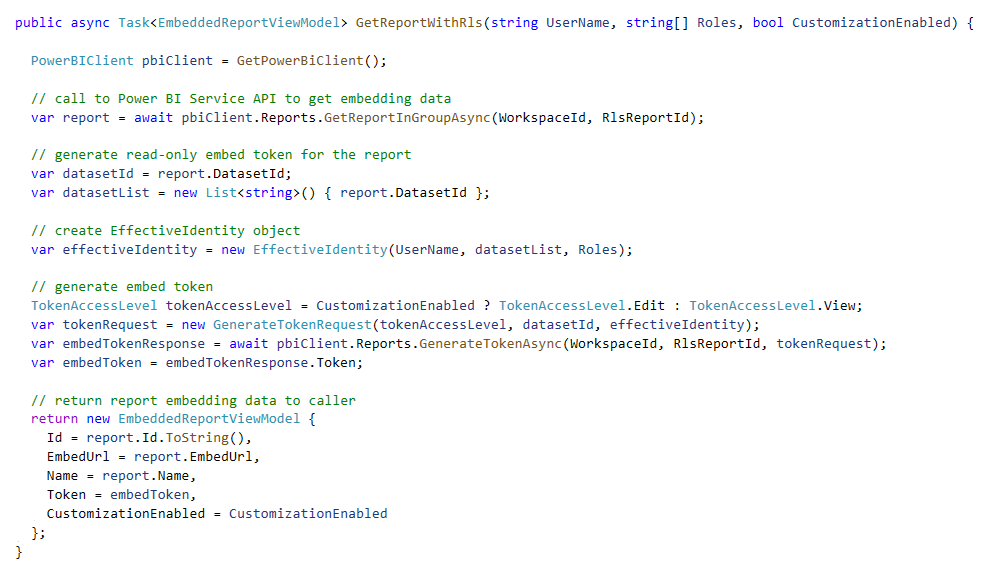 public async Task<EmbeddedReportViewModel> GetReportWithRls(string UserName, string[] Roles, bool CustomizationEnabled) {
PowerBIClient pbiClient = GetPowerBiClient();
// call to Power BI Service API to get embedding data
var report = await pbiClient.Reports.GetReportInGroupAsync(WorkspaceId, RlsReportId);
// generate read-only embed token for the report
var datasetId = report.DatasetId;
var datasetList = new List<string>() { report.DatasetId };
// create EffectiveIdentity object
var effectiveIdentity = new EffectiveIdentity(UserName, datasetList, Roles);
// generate embed token
TokenAccessLevel tokenAccessLevel = CustomizationEnabled ? TokenAccessLevel.Edit : TokenAccessLevel.View;
var tokenRequest = new GenerateTokenRequest(tokenAccessLevel, datasetId, effectiveIdentity);
var embedTokenResponse = await pbiClient.Reports.GenerateTokenAsync(WorkspaceId, RlsReportId, tokenRequest);
var embedToken = embedTokenResponse.Token;
// return report embedding data to caller
return new EmbeddedReportViewModel {
Id = report.Id.ToString(),
EmbedUrl = report.EmbedUrl,
Name = report.Name,
Token = embedToken,
CustomizationEnabled = CustomizationEnabled
};
}